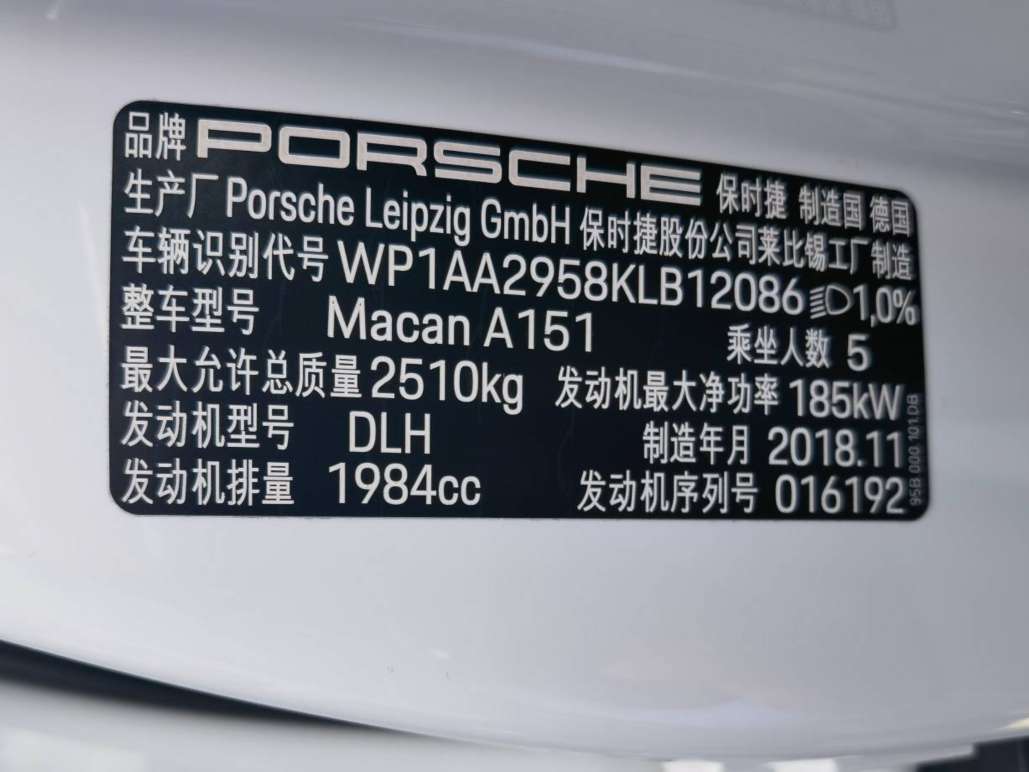 品牌 PORSCHE 保时捷 制造国 德国
生产厂 Porsche Leipzig GmbH 保时捷股份公司莱比锡工厂制造
车辆识别代号 WP1AA2958KLB12086 1,0%
整车型号 Macan A151 乘坐人数 5
最大允许总质量 2510kg 发动机最大净功率 185kW
发动机型号 DLH 制造年月 2018.11
发动机排量 1984cc 发动机序列号 016192
95B 000 101 DB